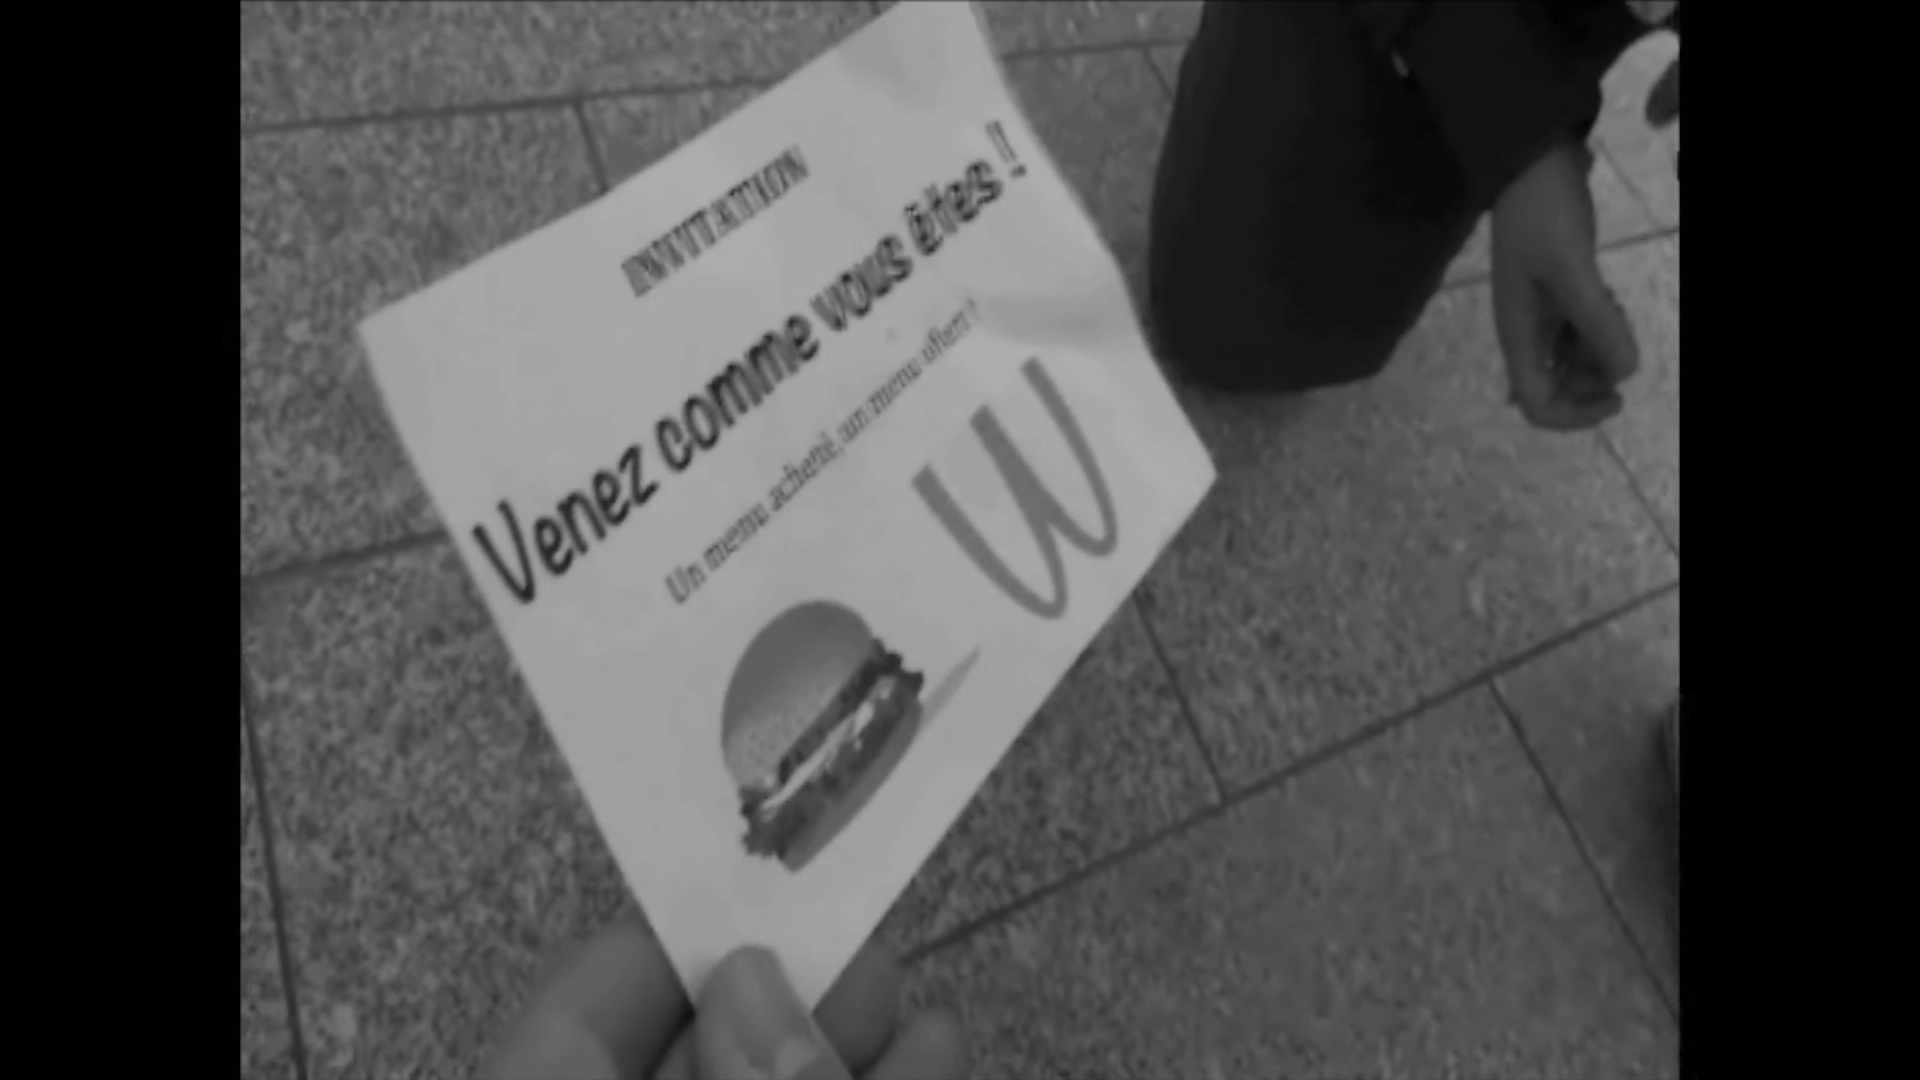 INVITATION
Venez comme vous êtes !
Un menu acheté, un menu offert !